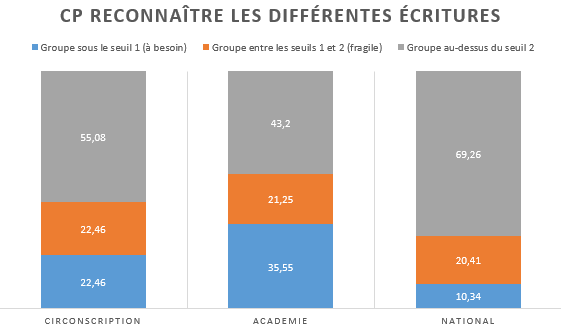 CP RECONNAÎTRE LES DIFFÉRENTES ÉCRITURES
Groupe sous le seuil 1 (à besoin) Groupe entre les seuils 1 et 2 (fragile) Groupe au-dessus du seuil 2
55,08 43,2 69,26
22,46 21,25 20,41
22,46 35,55 10,34
CIRCONSCRIPTION ACADEMIE NATIONAL